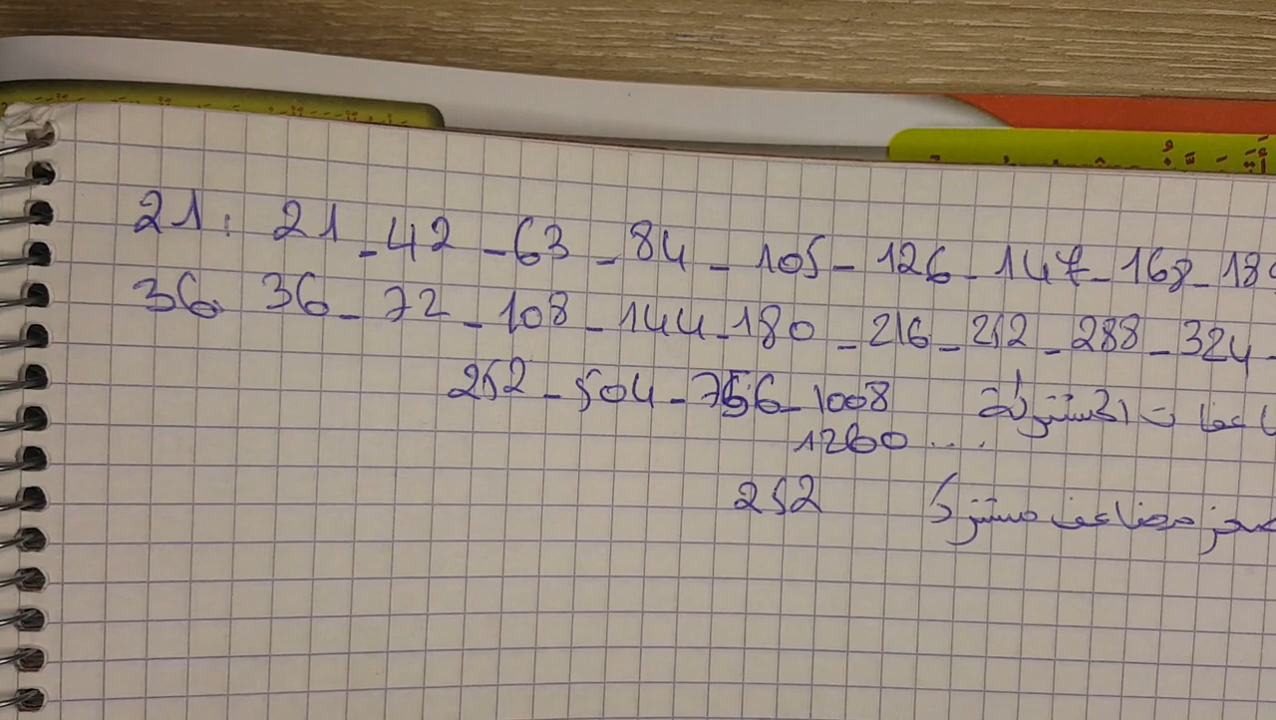 21: 21 - 42 - 63 - 84 - 105 - 126 - 147 - 168 - 189
36 36 - 72 - 108 - 144 - 180 - 216 - 252 - 288 - 324 -
252 - 504 - 756 - 1008 المشتركة
1260 ....
252 مضاعف مشترك